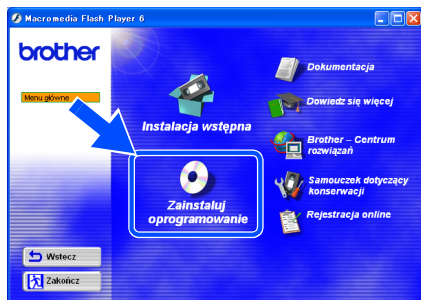 Macromedia Flash Player 6
brother
Menu główne
Instalacja wstępna
Zainstaluj
oprogramowanie
Dokumentacja
Dowiedz się więcej
Brother – Centrum
rozwiązań
Samouczek dotyczący
konserwacji
Rejestracja online
Wstecz
Zakończ